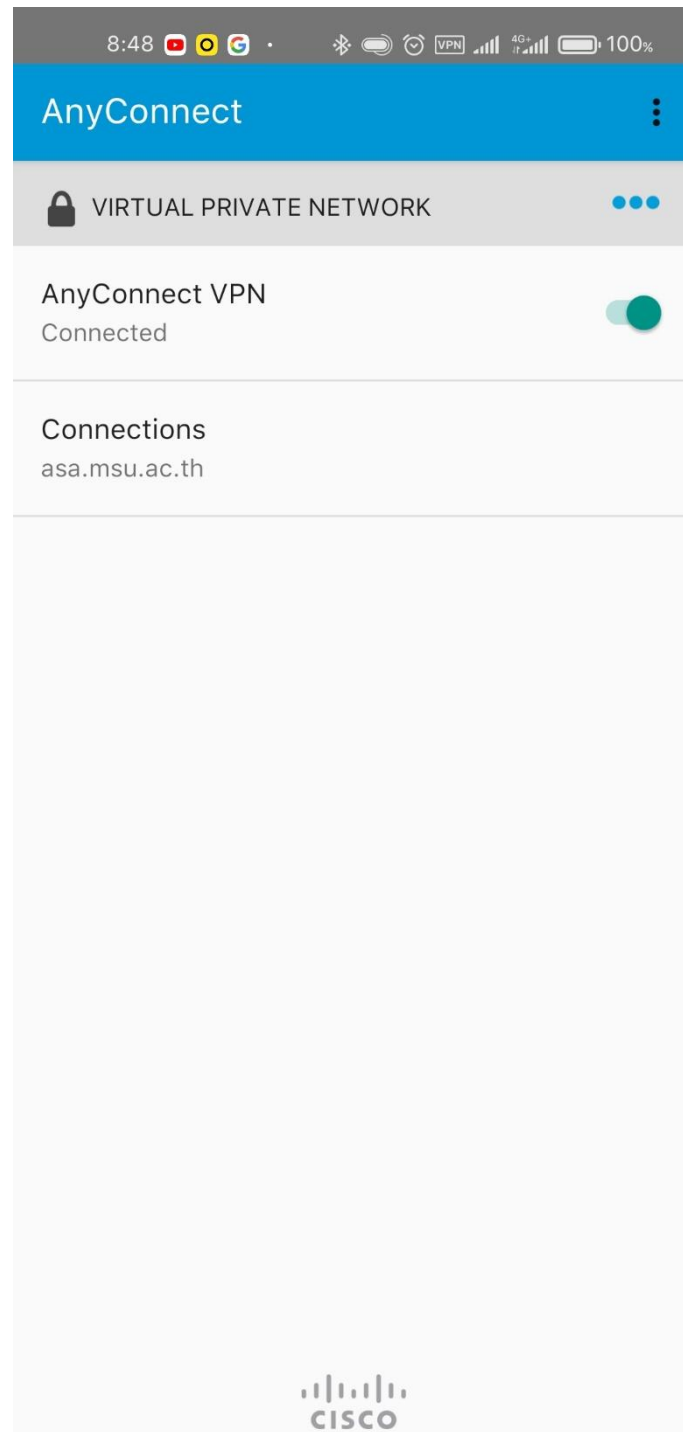 8:48 VPN 4G+ 100%
AnyConnect
VIRTUAL PRIVATE NETWORK
AnyConnect VPN
Connected
Connections
asa.msu.ac.th
CISCO